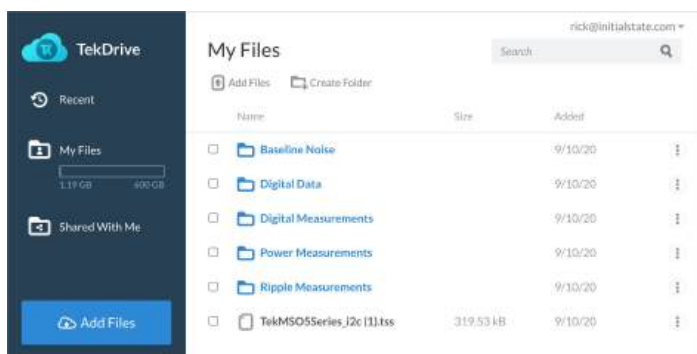 rick@initialstate.com
TekDrive
My Files
Search
Add Files
Create Folder
Recent
Name
Size
Added
My Files
1.19 GB
600 GB
Baseline Noise
9/10/20
Digital Data
9/10/20
Shared With Me
Digital Measurements
9/10/20
Power Measurements
9/10/20
Ripple Measurements
9/10/20
Add Files
TekMSO5Series_i2c (1).tss
319.53 kB
9/10/20